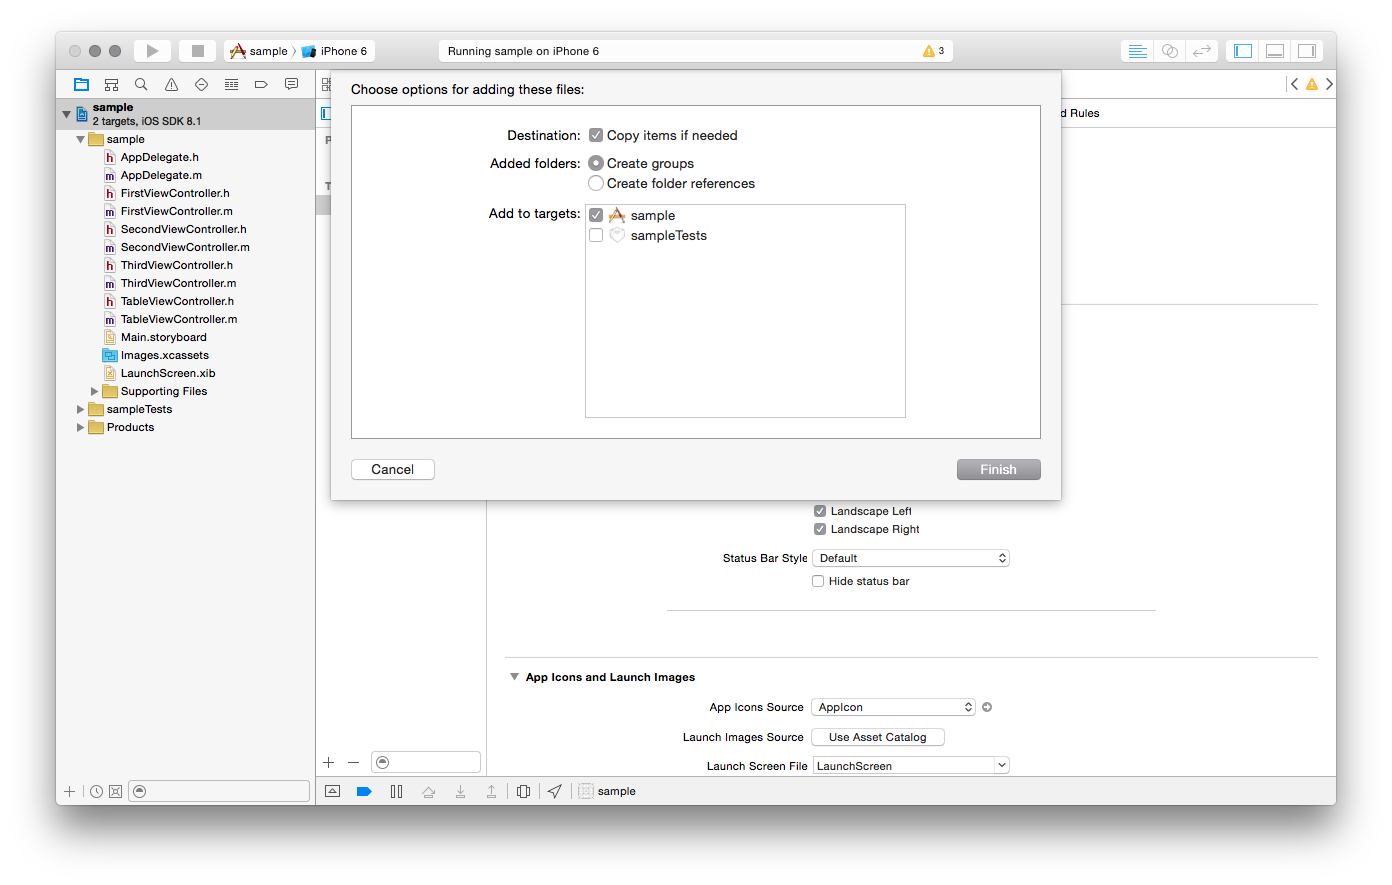 sample
iPhone 6
Running sample on iPhone 6
3
Choose options for adding these files:
Destination:
Copy items if needed
Added folders:
Create groups
Create folder references
Add to targets:
sample
sampleTests
Cancel
Finish
sample
2 targets, iOS SDK 8.1
sample
AppDelegate.h
AppDelegate.m
FirstViewController.h
FirstViewController.m
SecondViewController.h
SecondViewController.m
ThirdViewController.h
ThirdViewController.m
TableViewController.h
TableViewController.m
Main.storyboard
Images.xcassets
LaunchScreen.xib
Supporting Files
sampleTests
Products
P
T
d Rules
Landscape Left
Landscape Right
Status Bar Style
Default
Hide status bar
App Icons and Launch Images
App Icons Source
AppIcon
Launch Images Source
Use Asset Catalog
Launch Screen File
LaunchScreen
sample